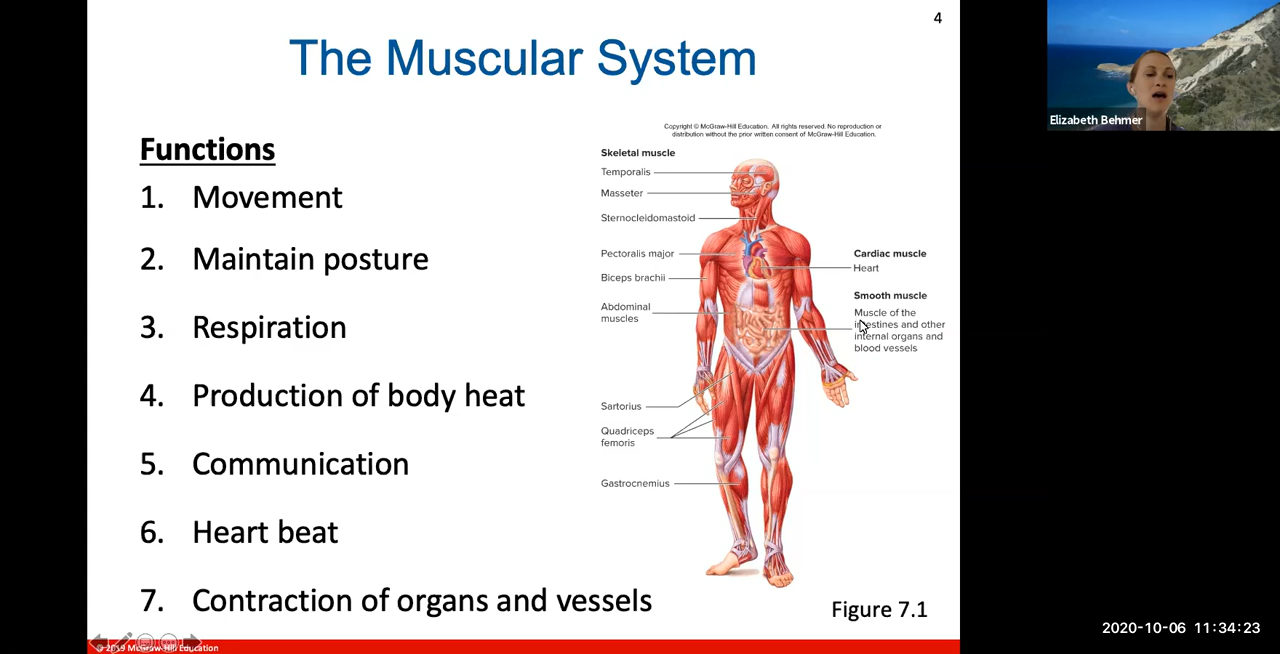 4
The Muscular System
Elizabeth Behmer
Functions
1. Movement
2. Maintain posture
3. Respiration
4. Production of body heat
5. Communication
6. Heart beat
7. Contraction of organs and vessels
Copyright © McGraw-Hill Education. All rights reserved. No reproduction or
distribution without the prior written consent of McGraw-Hill Education.
Skeletal muscle
Temporalis
Masseter
Sternocleidomastoid
Pectoralis major
Biceps brachii
Abdominal
muscles
Sartorius
Quadriceps
femoris
Gastrocnemius
Cardiac muscle
Heart
Smooth muscle
Muscle of the
intestines and other
internal organs and
blood vessels
Figure 7.1
© 2019 McGraw-Hill Education
2020-10-06 11:34:23